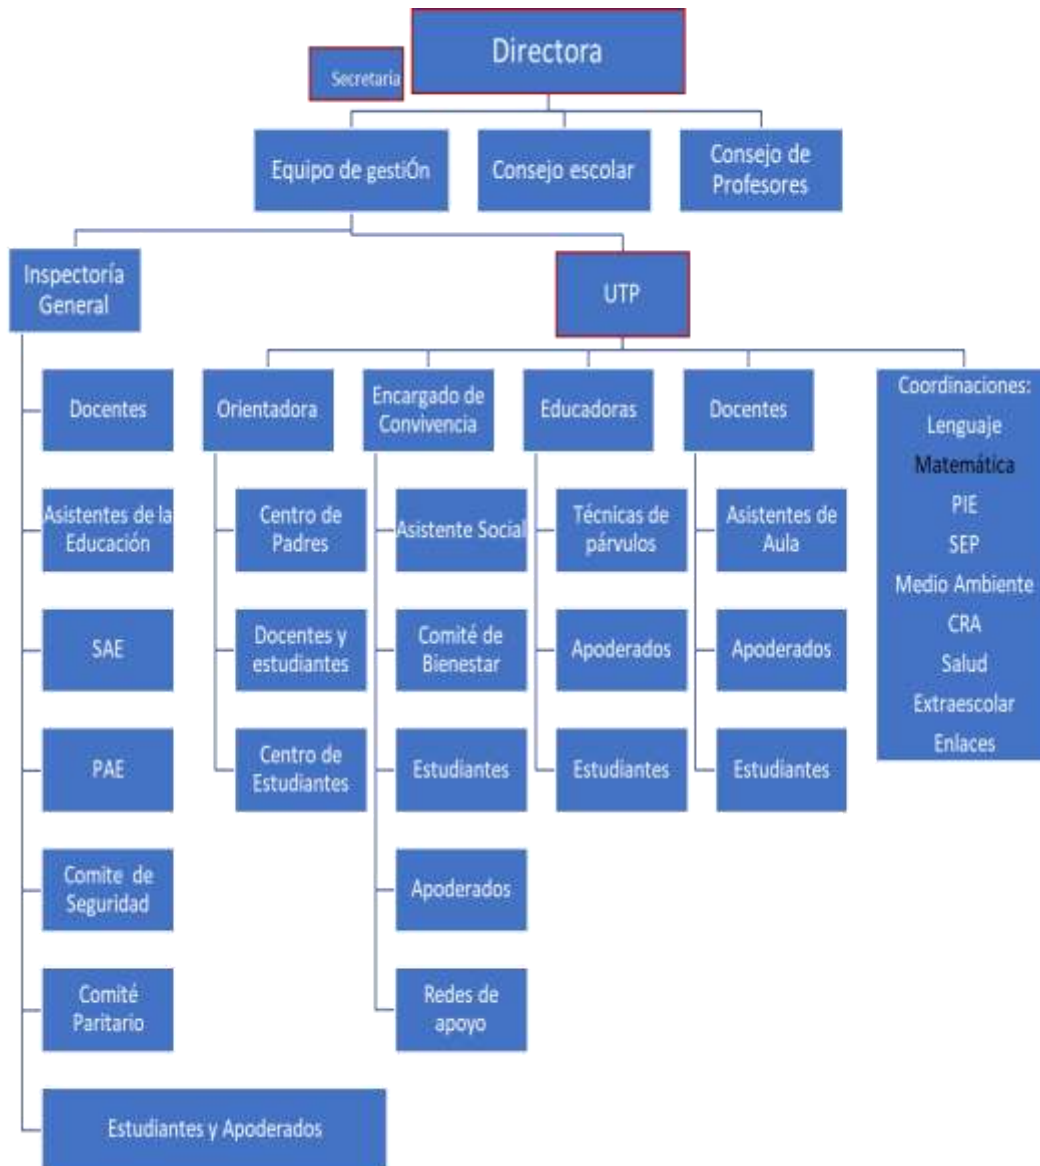 Directora
Secretaria
Equipo de gestiÓn
Consejo escolar
Consejo de
Profesores
Inspectoría
General
UTP
Docentes
Orientadora
Encargado de
Convivencia
Educadoras
Docentes
Coordinaciones:
Lenguaje
Matemática
PIE
SEP
Medio Ambiente
CRA
Salud
Extraescolar
Enlaces
Asistentes de la
Educación
Centro de
Padres
Asistente Social
Técnicas de
párvulos
Asistentes de
Aula
SAE
Docentes y
estudiantes
Comité de
Bienestar
Apoderados
Apoderados
PAE
Centro de
Estudiantes
Estudiantes
Estudiantes
Estudiantes
Comite de
Seguridad
Apoderados
Comité
Paritario
Redes de
apoyo
Estudiantes y Apoderados